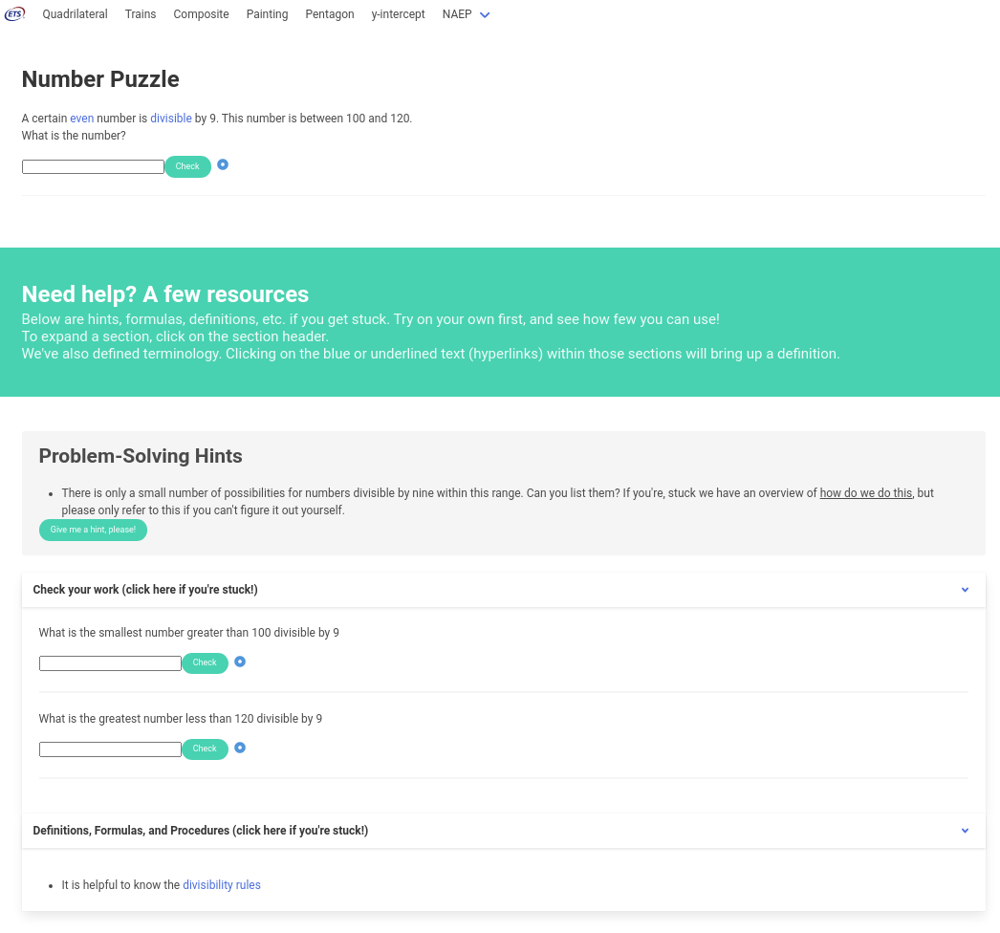 ETS Quadrilateral Trains Composite Painting Pentagon y-intercept NAEP
Number Puzzle
A certain even number is divisible by 9. This number is between 100 and 120.
What is the number?
Check
Need help? A few resources
Below are hints, formulas, definitions, etc. if you get stuck. Try on your own first, and see how few you can use!
To expand a section, click on the section header.
We've also defined terminology. Clicking on the blue or underlined text (hyperlinks) within those sections will bring up a definition.
Problem-Solving Hints
• There is only a small number of possibilities for numbers divisible by nine within this range. Can you list them? If you're, stuck we have an overview of how do we do this, but
please only refer to this if you can't figure it out yourself.
Give me a hint, please!
Check your work (click here if you're stuck!)
What is the smallest number greater than 100 divisible by 9
Check
What is the greatest number less than 120 divisible by 9
Check
Definitions, Formulas, and Procedures (click here if you're stuck!)
• It is helpful to know the divisibility rules